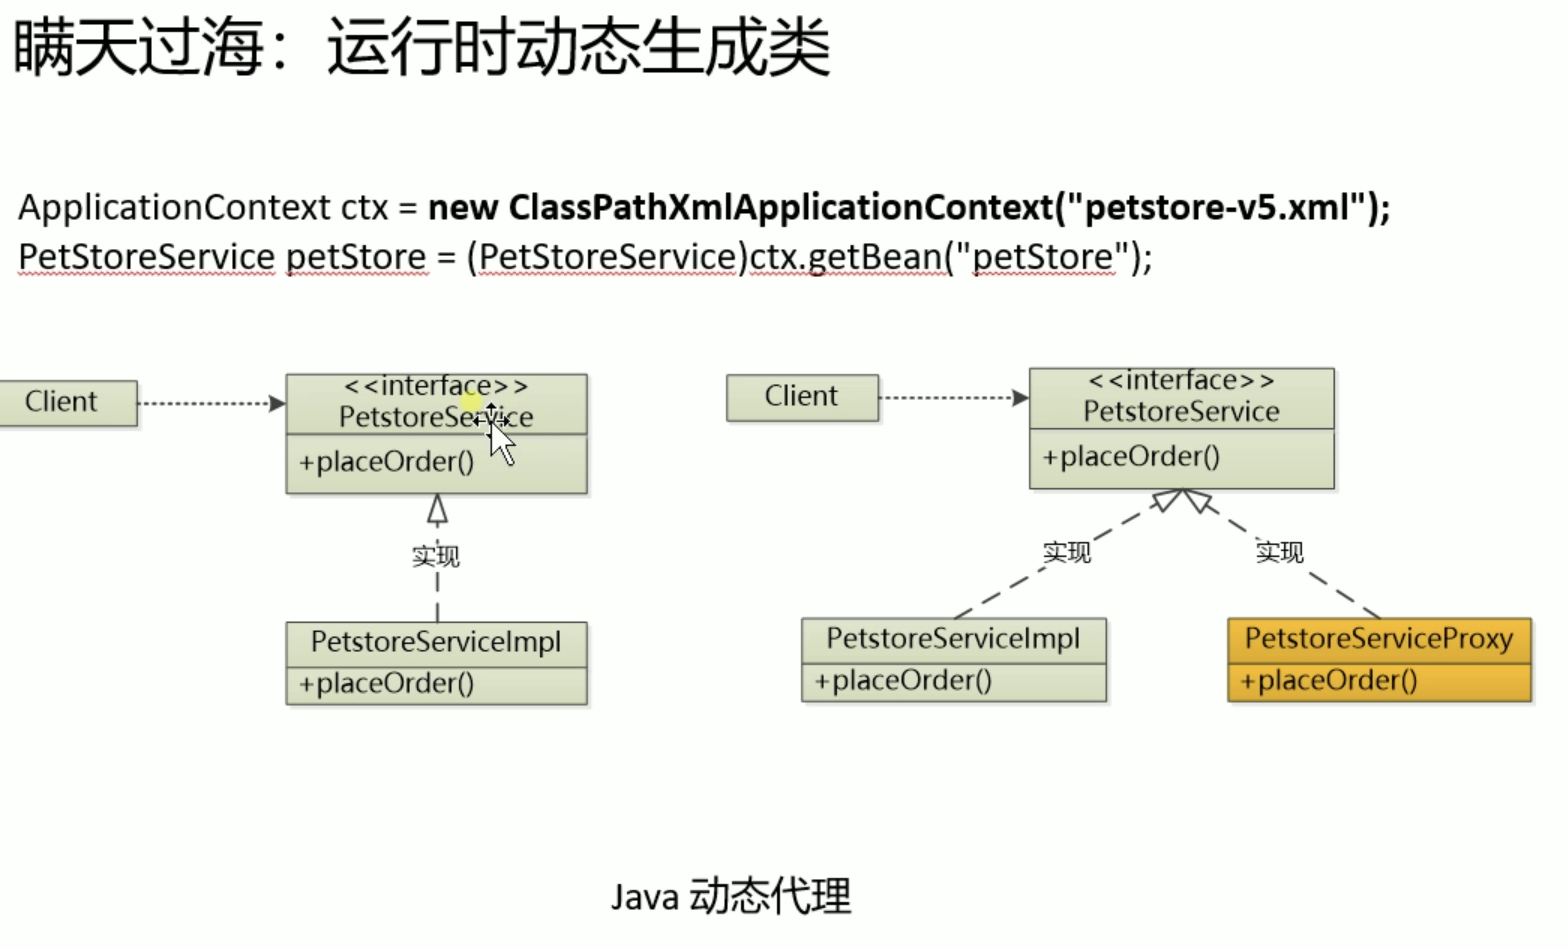 瞒天过海：运行时动态生成类
ApplicationContext ctx = new ClassPathXmlApplicationContext("petstore-v5.xml");
PetStoreService petStore = (PetStoreService)ctx.getBean("petStore");
Client
<<interface>>
PetstoreService
+placeOrder()
实现
PetstoreServiceImpl
+placeOrder()
Client
<<interface>>
PetstoreService
+placeOrder()
实现
实现
PetstoreServiceImpl
+placeOrder()
PetstoreServiceProxy
+placeOrder()
Java 动态代理